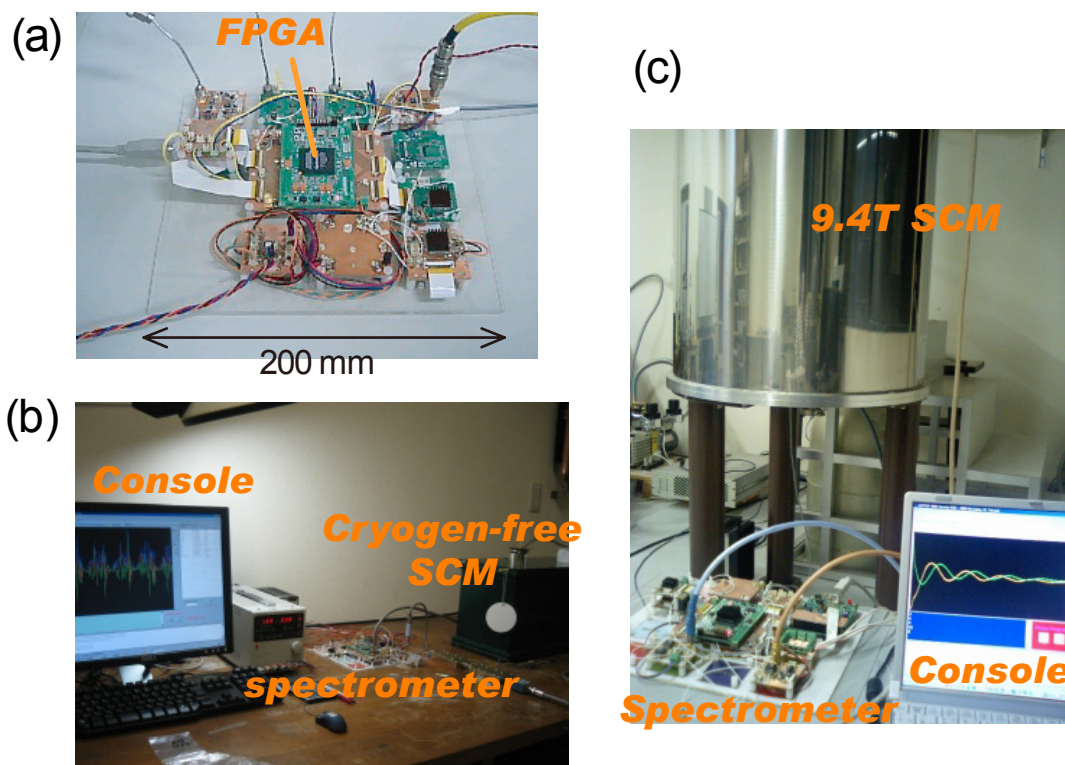 (a)
FPGA
200 mm
(b)
Console
Cryogen-free
SCM
spectrometer
(c)
9.4T SCM
Spectrometer
Console